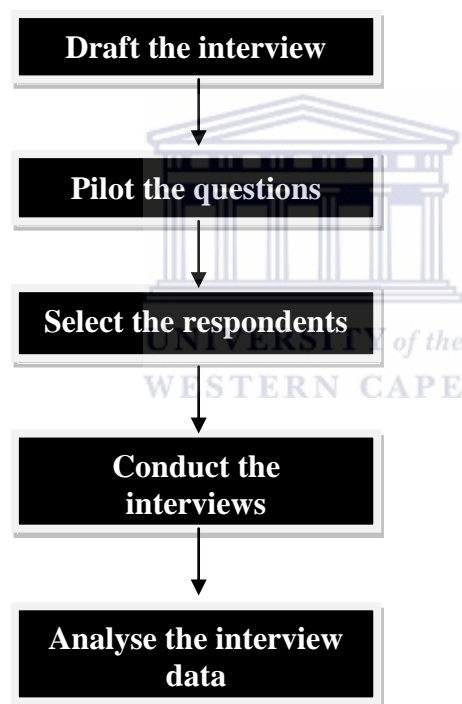 Draft the interview
Pilot the questions
Select the respondents
UNIVERSITY of the
WESTERN CAPE
Conduct the
interviews
Analyse the interview
data